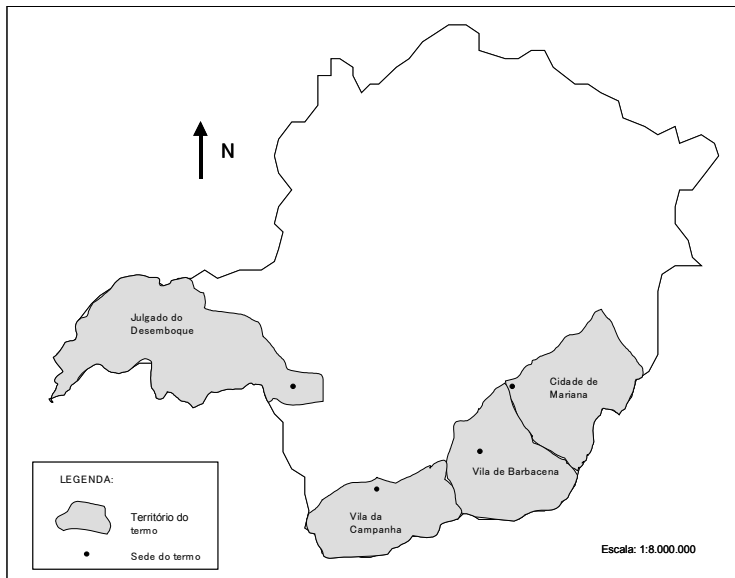 N
Julgado do
Desemboque
Cidade de
Mariana
Vila de Barbacena
Vila da
Campanha
LEGENDA:
Território do
termo
Sede do termo
Escala: 1:8.000.000